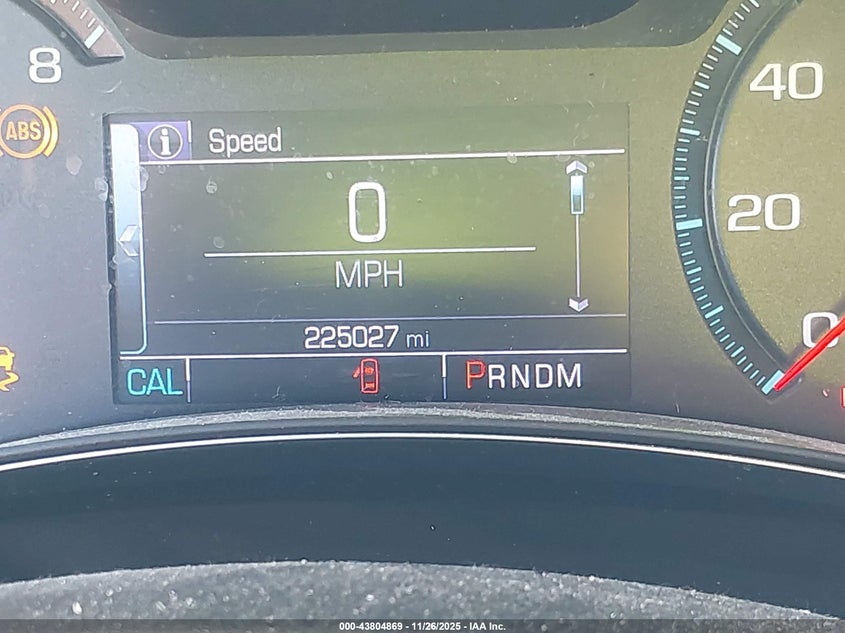 8
ABS
Speed
0
MPH
225027 mi
CAL
PRNDM
40
20
0
000-43804869 - 11/26/2025 - IAA Inc.